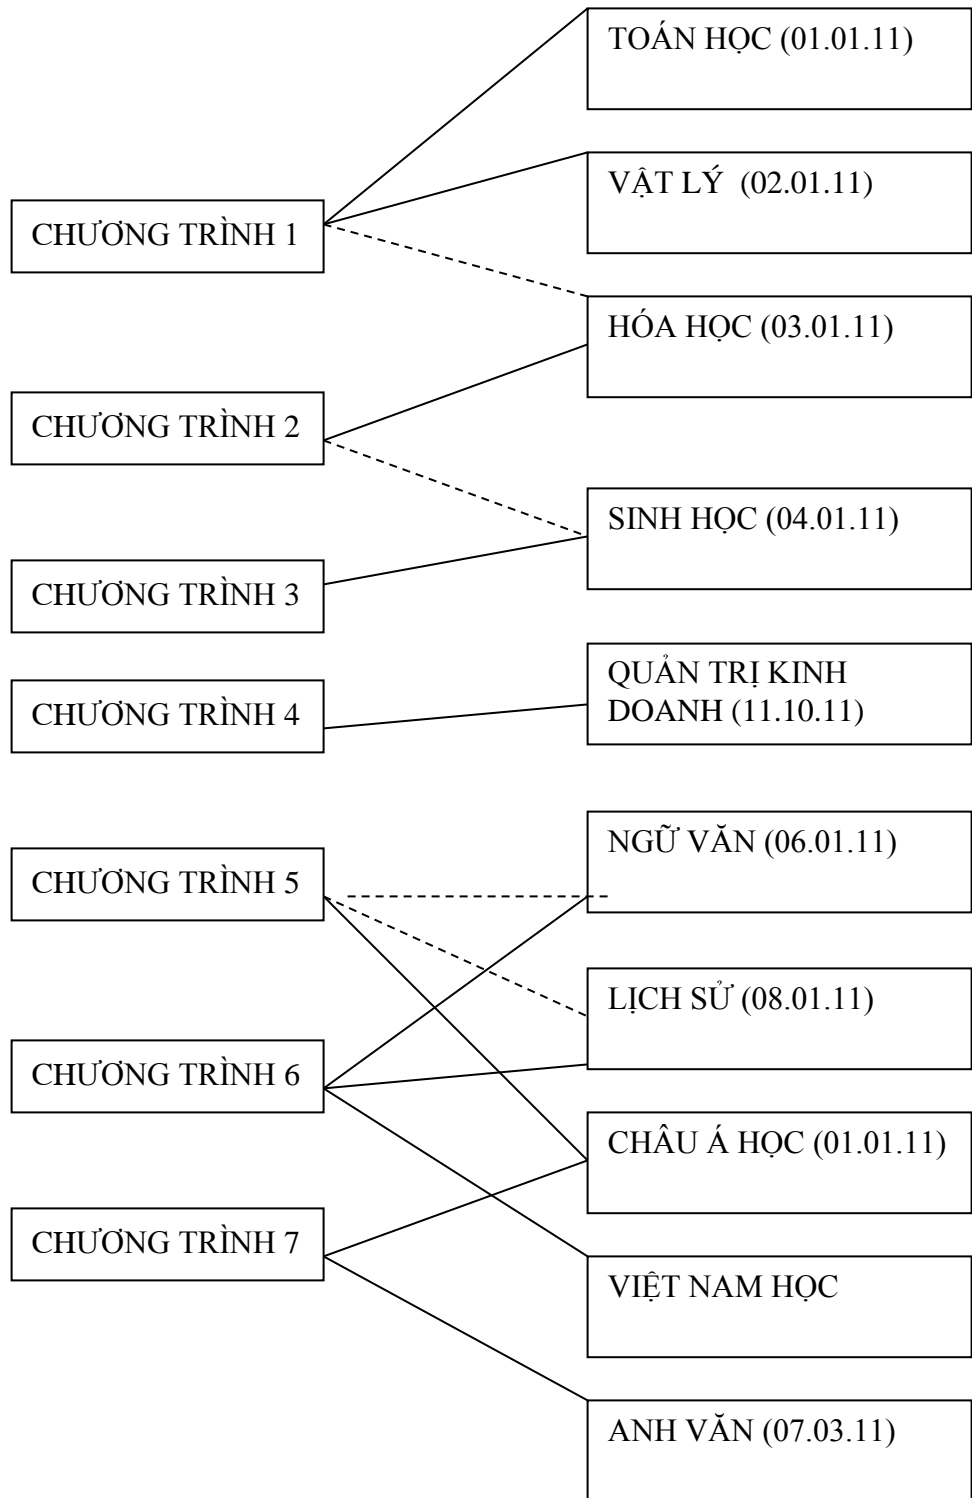 TOÁN HỌC (01.01.11)
VẬT LÝ (02.01.11)
CHƯƠNG TRÌNH 1
HÓA HỌC (03.01.11)
CHƯƠNG TRÌNH 2
SINH HỌC (04.01.11)
CHƯƠNG TRÌNH 3
QUẢN TRỊ KINH
DOANH (11.10.11)
CHƯƠNG TRÌNH 4
NGỮ VĂN (06.01.11)
CHƯƠNG TRÌNH 5
LỊCH SỬ (08.01.11)
CHƯƠNG TRÌNH 6
CHÂU Á HỌC (01.01.11)
CHƯƠNG TRÌNH 7
VIỆT NAM HỌC
ANH VĂN (07.03.11)